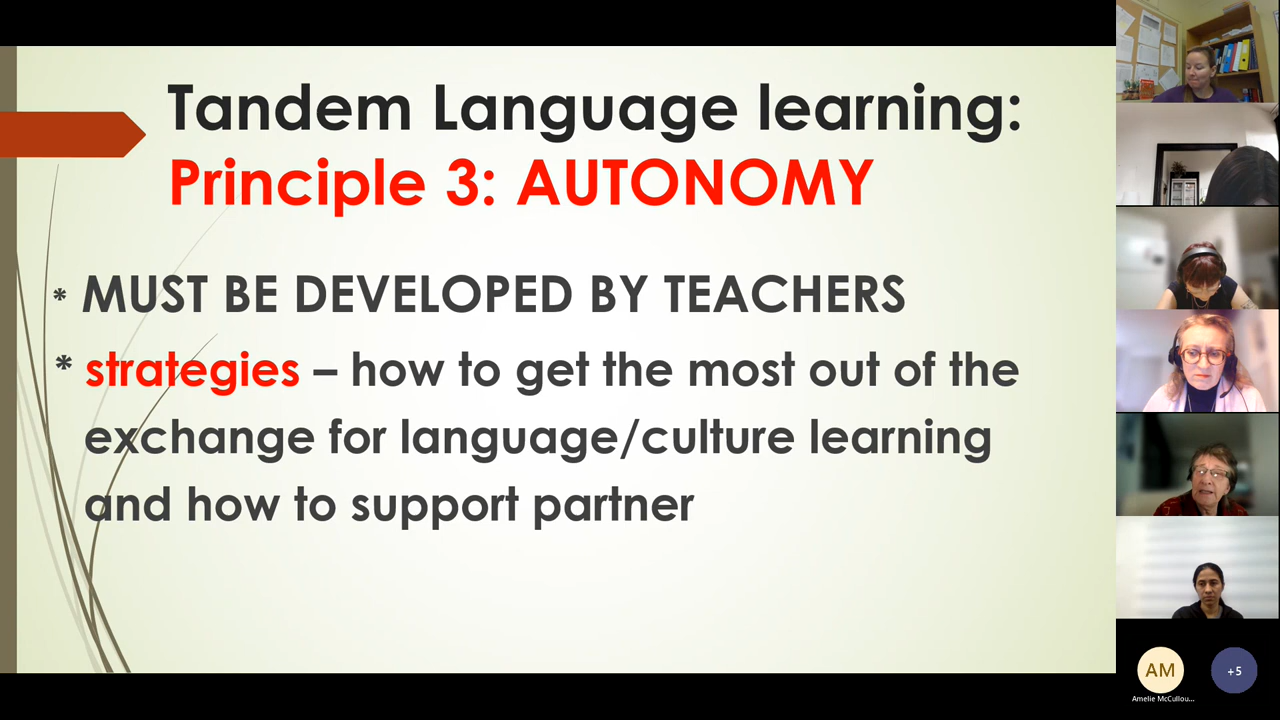 Tandem Language learning:
Principle 3: AUTONOMY
* MUST BE DEVELOPED BY TEACHERS
* strategies – how to get the most out of the
exchange for language/culture learning
and how to support partner
AM
Amelie McCullou...
+5